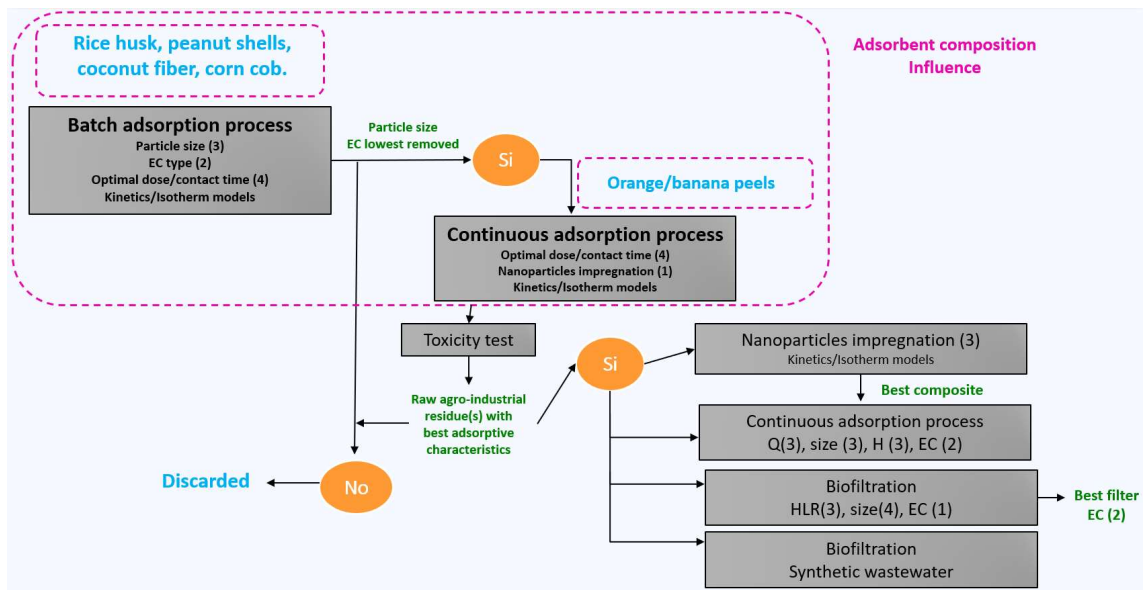 Rice husk, peanut shells,
coconut fiber, corn cob.
Adsorbent composition
Influence
Batch adsorption process
Particle size (3)
EC type (2)
Optimal dose/contact time (4)
Kinetics/Isotherm models
Particle size
EC lowest removed
Si
Orange/banana peels
Continuous adsorption process
Optimal dose/contact time (4)
Nanoparticles impregnation (1)
Kinetics/Isotherm models
Toxicity test
Raw agro-industrial
residue(s) with
best adsorptive
characteristics
Si
Nanoparticles impregnation (3)
Kinetics/Isotherm models
Best composite
Continuous adsorption process
Q(3), size (3), H (3), EC (2)
Discarded
No
Biofiltration
HLR(3), size(4), EC (1)
Best filter
EC (2)
Biofiltration
Synthetic wastewater